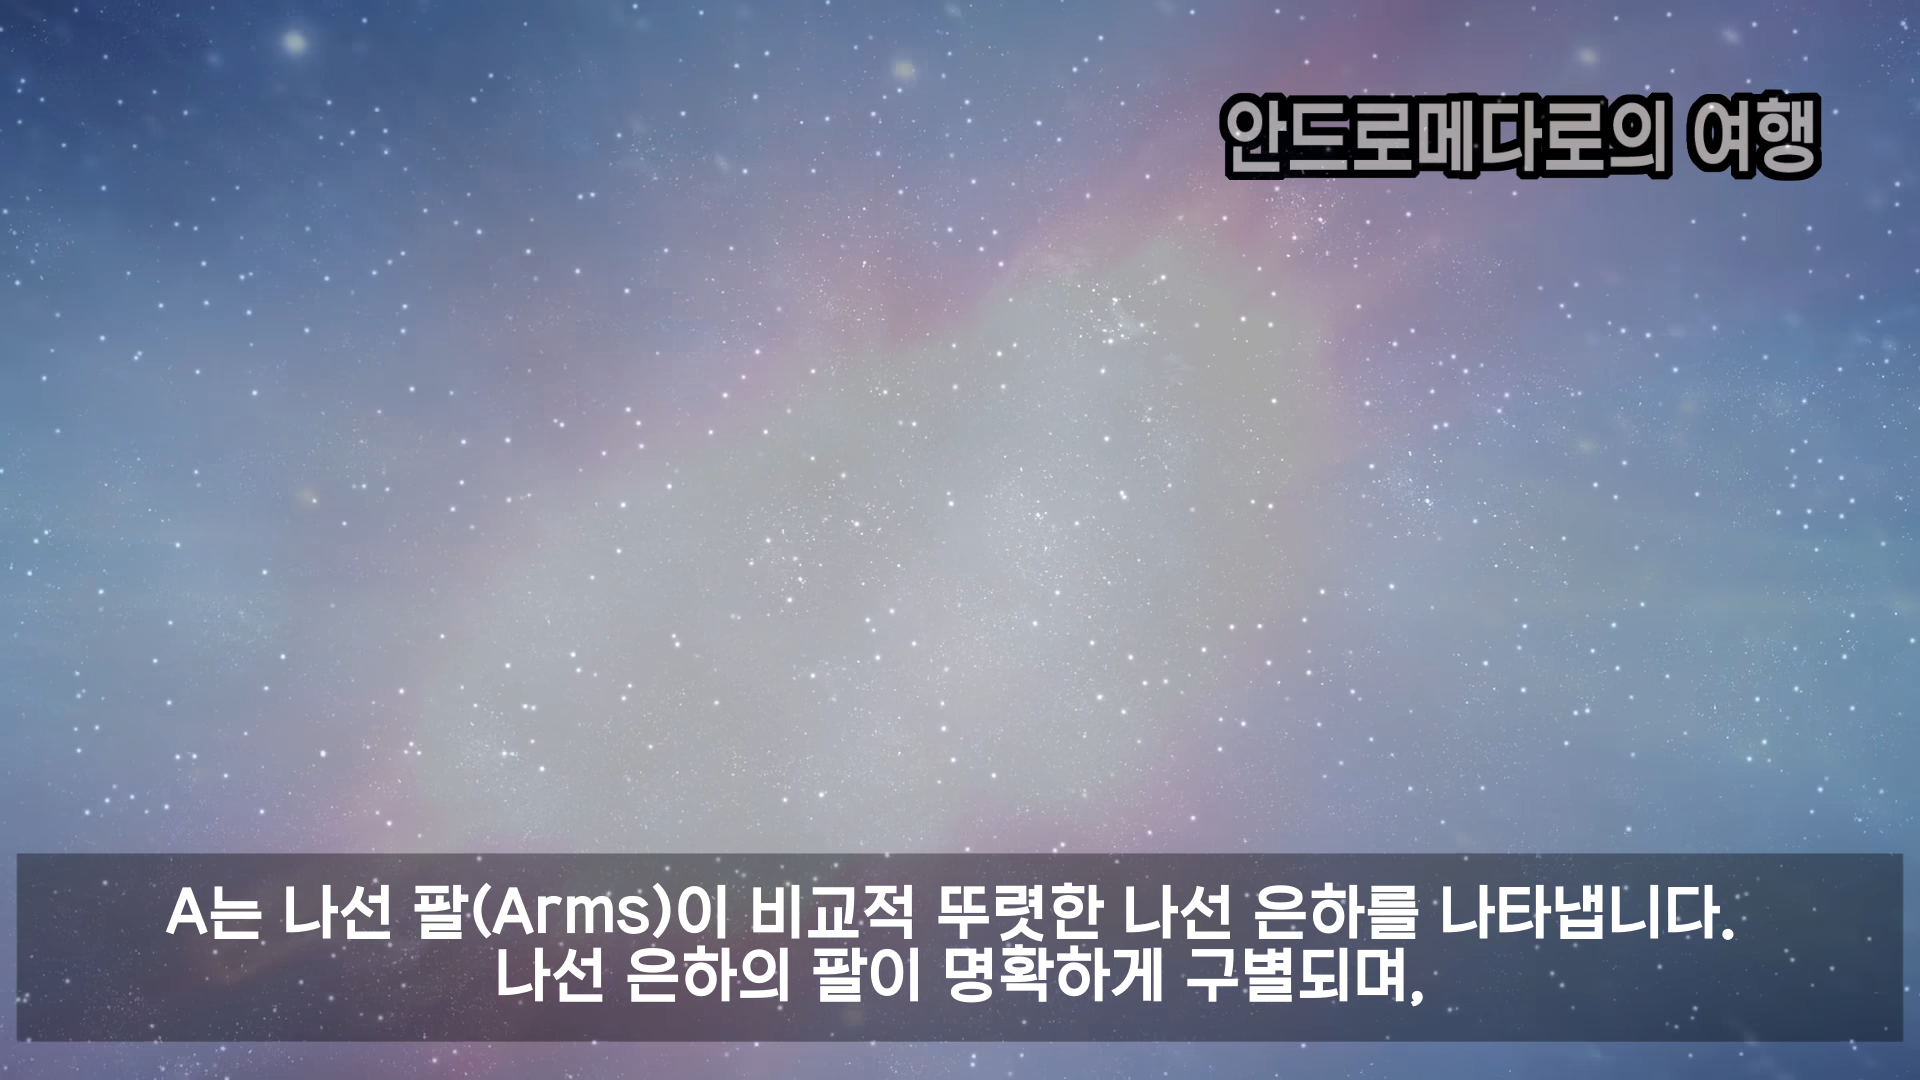 안드로메다로의 여행
A는 나선 팔(Arms)이 비교적 뚜렷한 나선 은하를 나타냅니다.
나선 은하의 팔이 명확하게 구별되며,